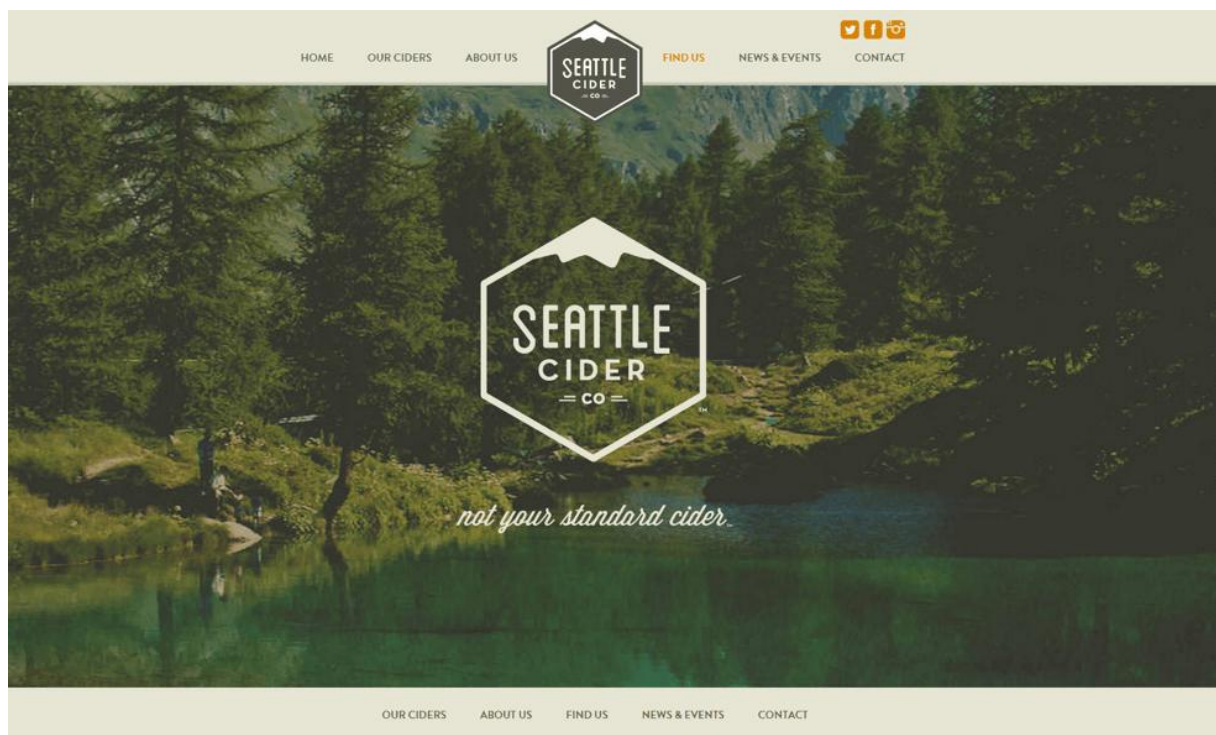 HOME OUR CIDERS ABOUT US FIND US NEWS & EVENTS CONTACT
SEATTLE
CIDER
CO
SEATTLE
CIDER
CO
TM
not your standard cider
OUR CIDERS ABOUT US FIND US NEWS & EVENTS CONTACT